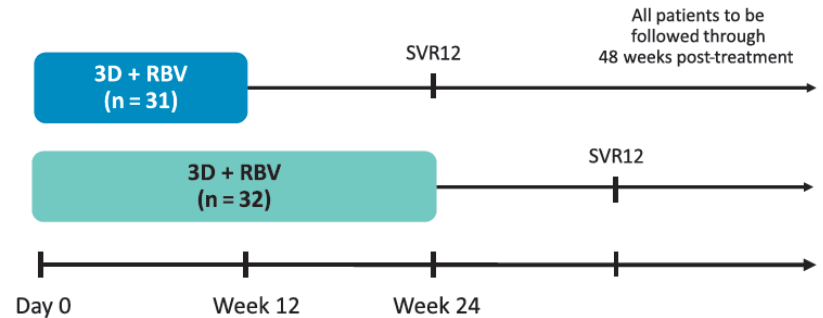 All patients to be
followed through
48 weeks post-treatment
SVR12
3D + RBV
(n = 31)
SVR12
3D + RBV
(n = 32)
Day 0
Week 12
Week 24